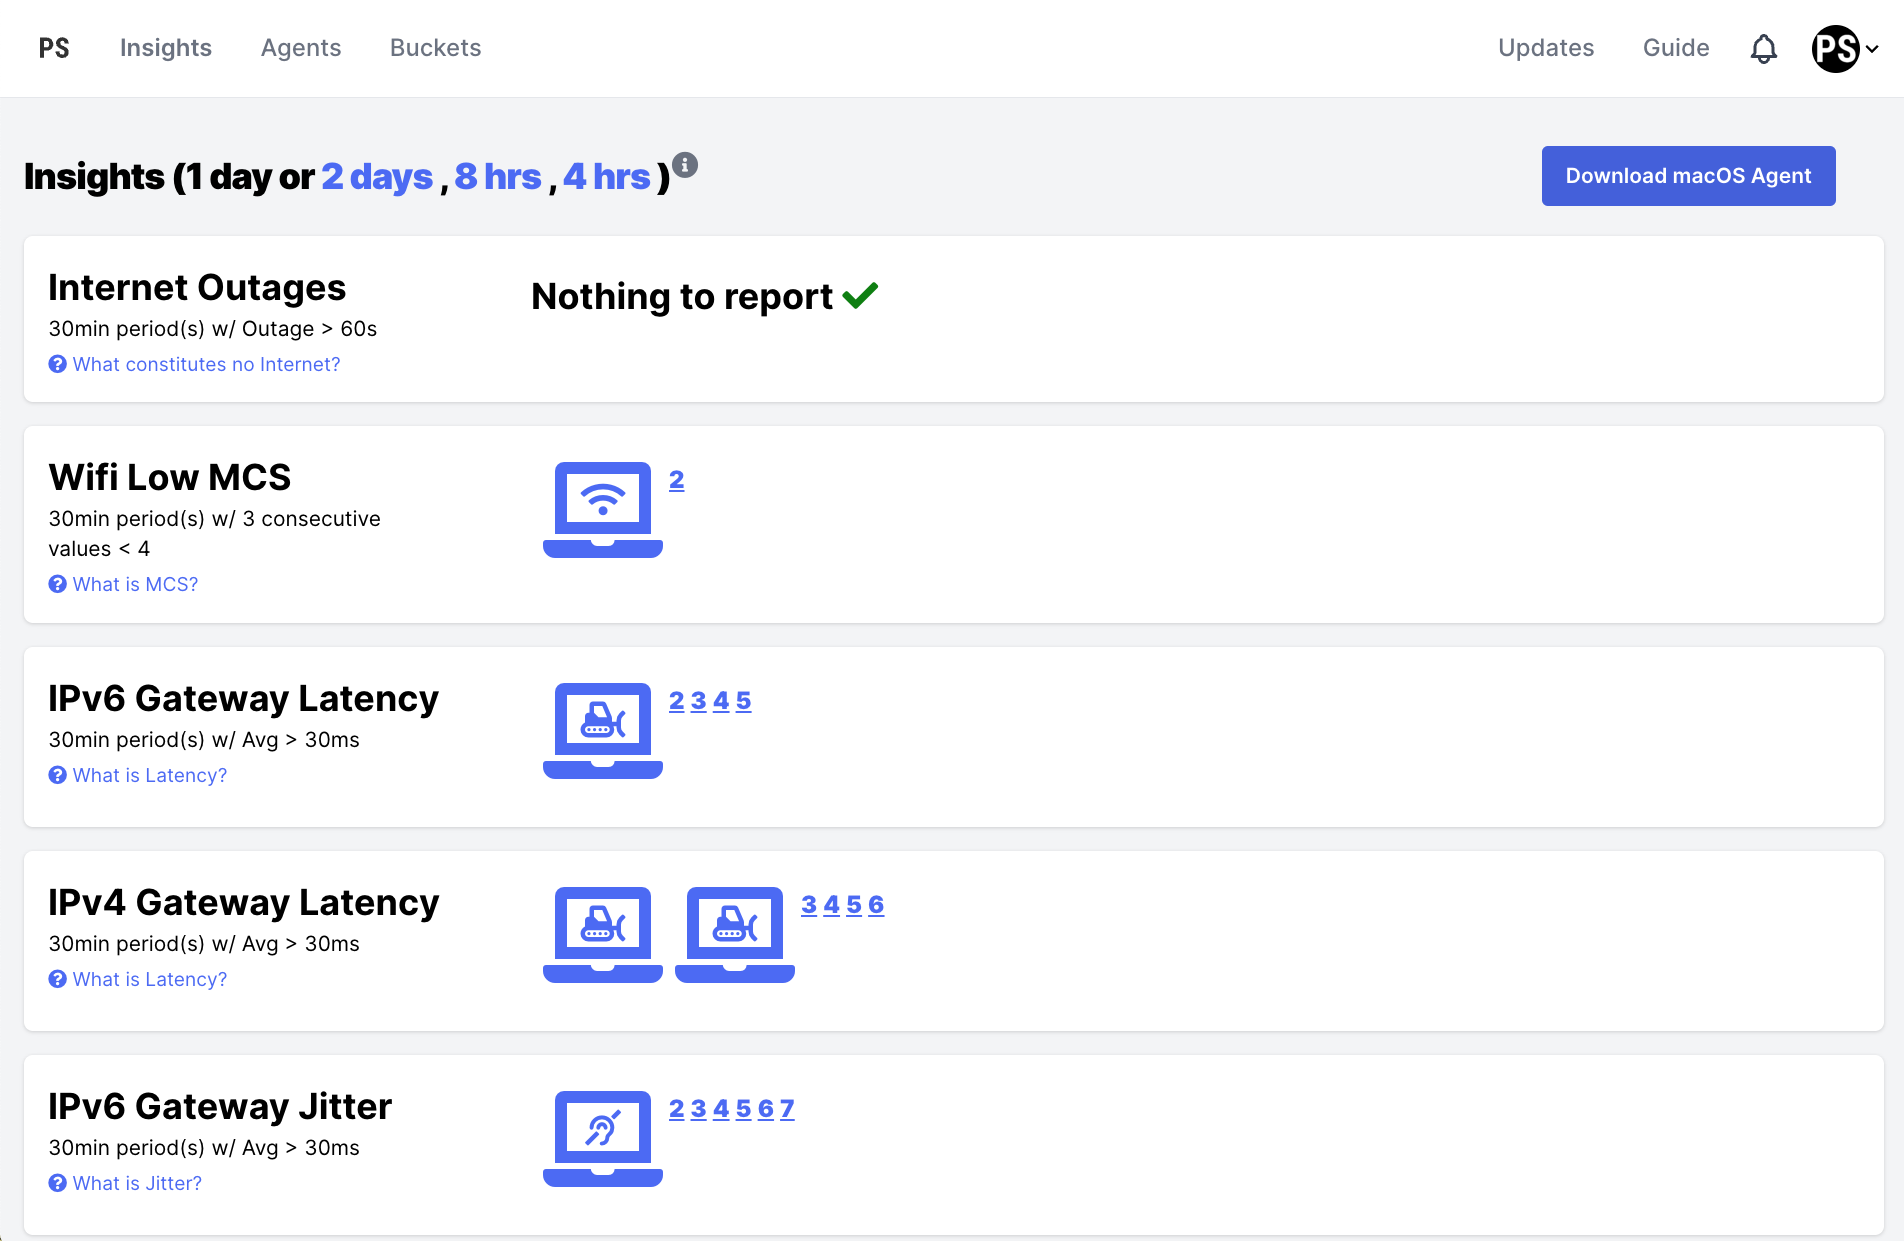 PS Insights Agents Buckets Updates Guide PS
Insights (1 day or 2 days , 8 hrs , 4 hrs )
Download macOS Agent
Internet Outages
30min period(s) w/ Outage > 60s
What constitutes no Internet?
Nothing to report
Wifi Low MCS
30min period(s) w/ 3 consecutive
values < 4
What is MCS?
2
IPv6 Gateway Latency
30min period(s) w/ Avg > 30ms
What is Latency?
2 3 4 5
IPv4 Gateway Latency
30min period(s) w/ Avg > 30ms
What is Latency?
3 4 5 6
IPv6 Gateway Jitter
30min period(s) w/ Avg > 30ms
What is Jitter?
2 3 4 5 6 7